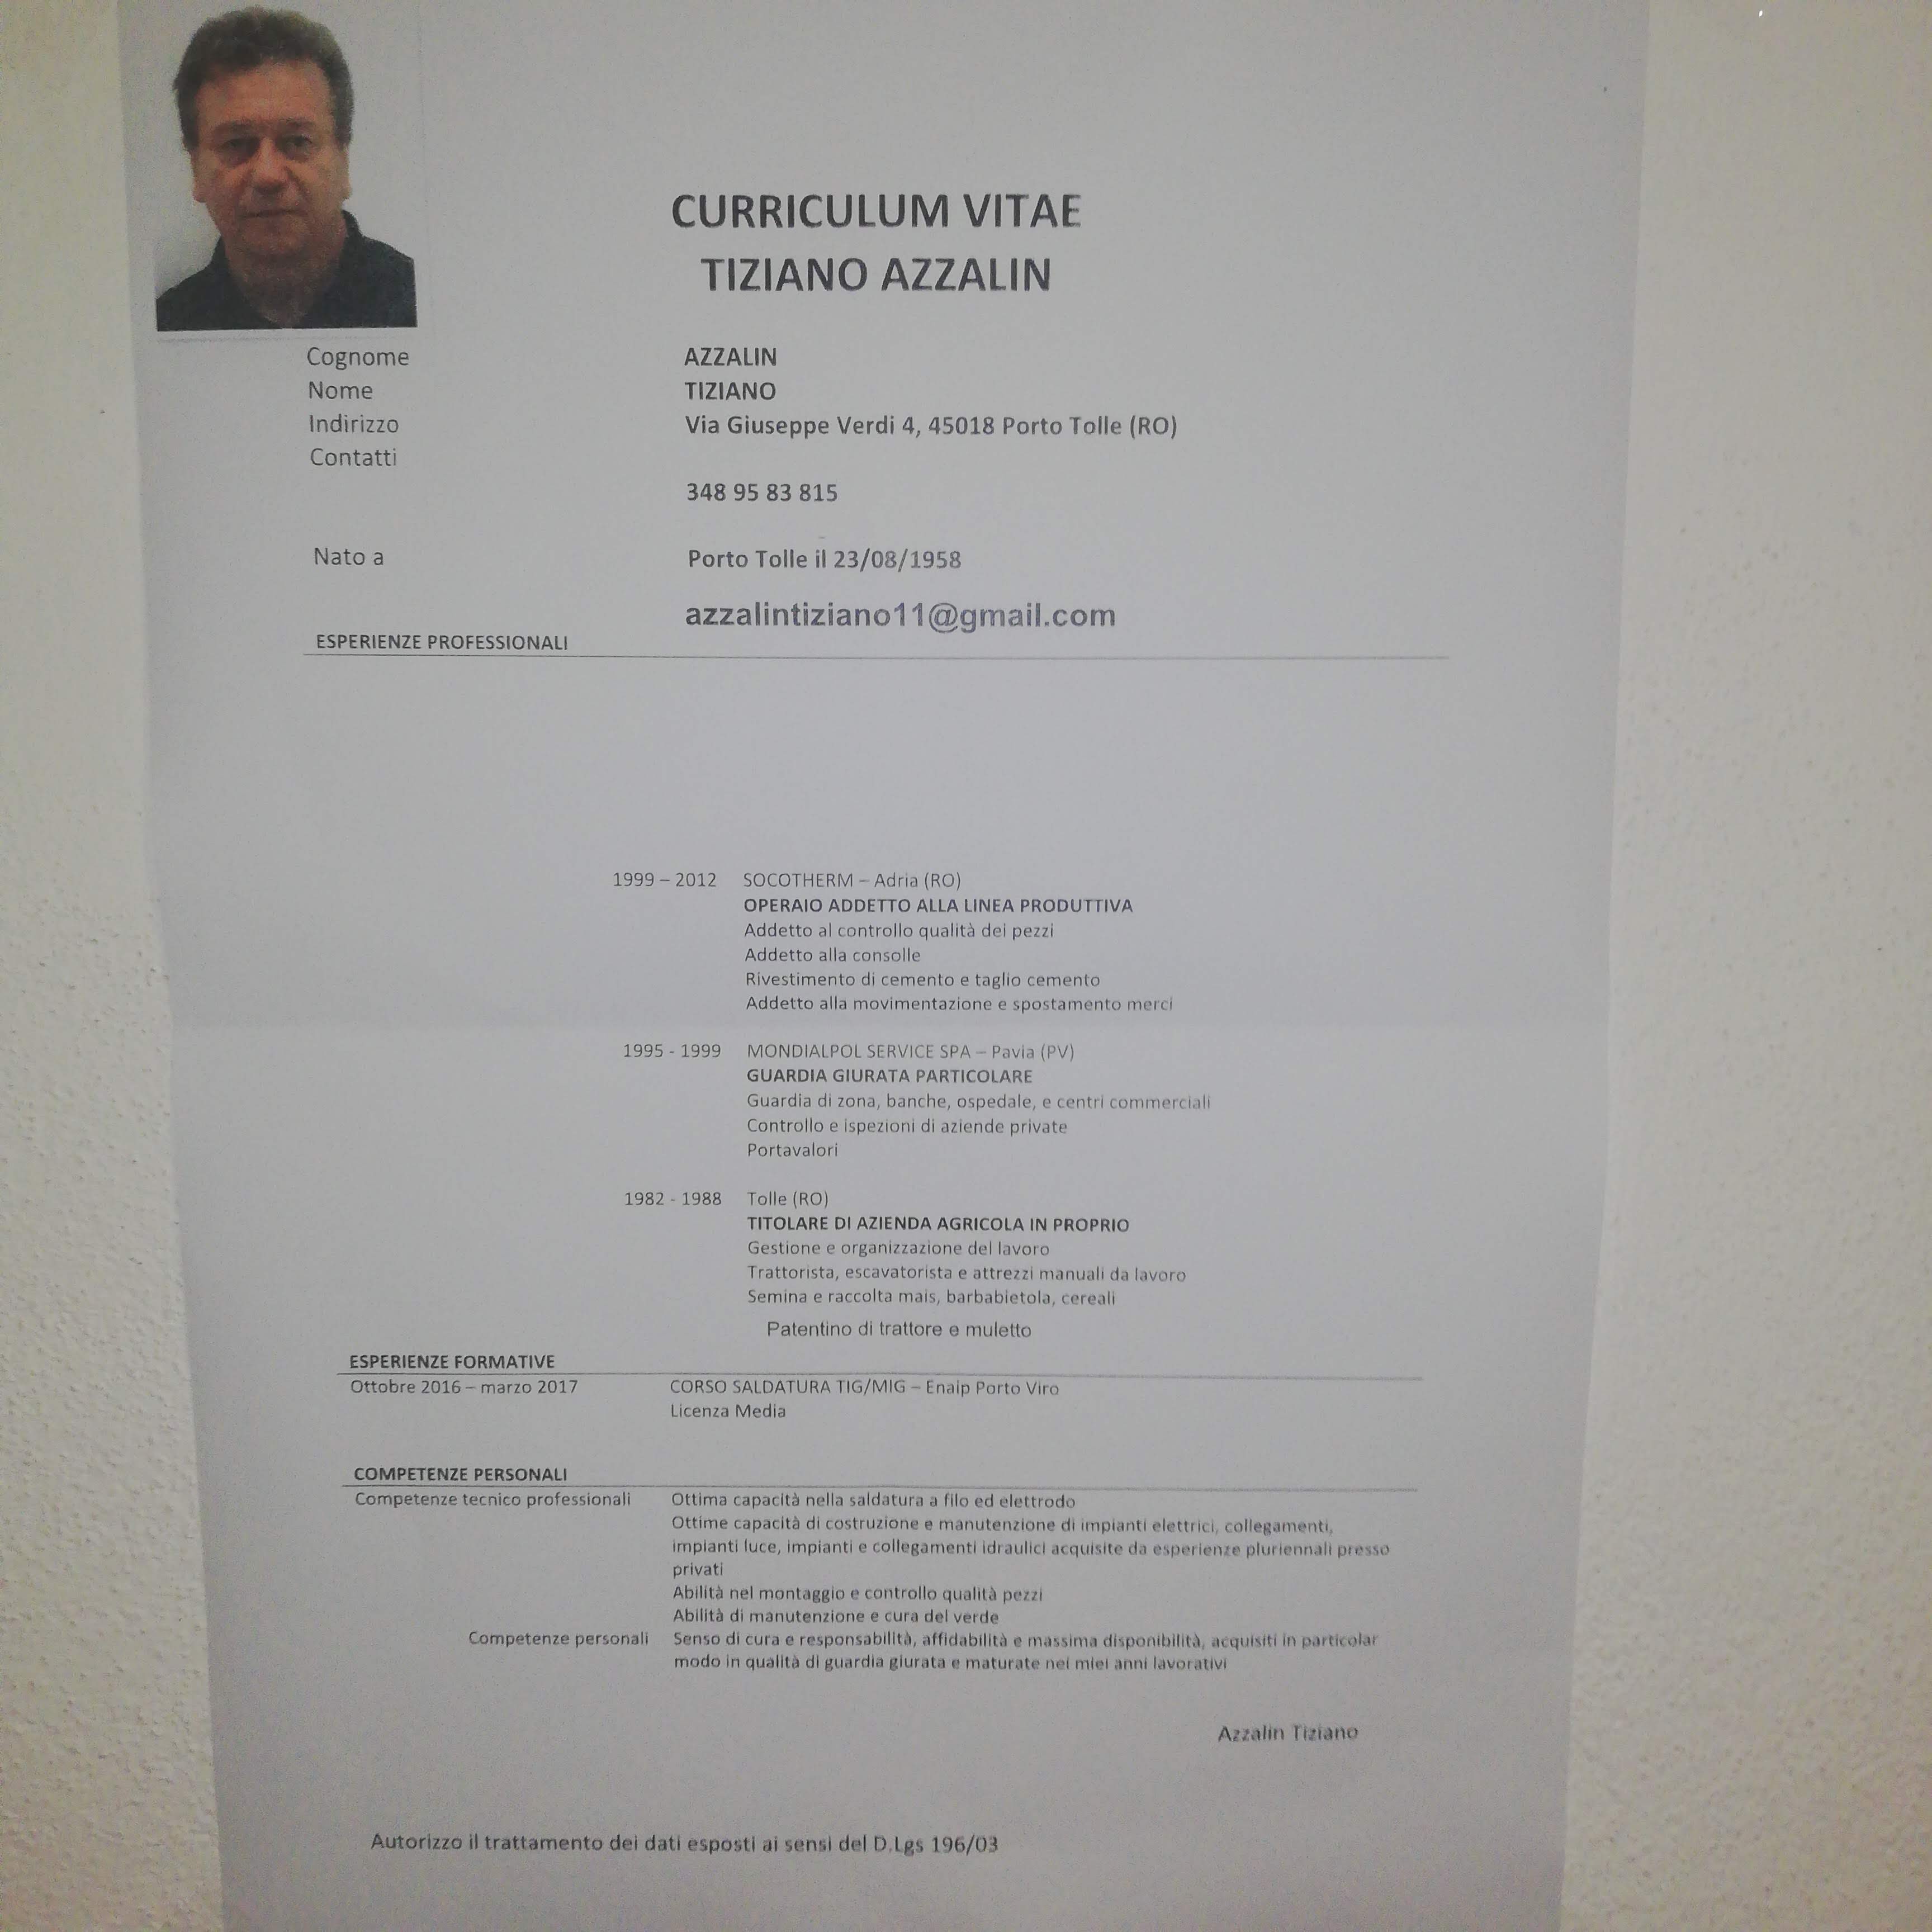 CURRICULUM VITAE
TIZIANO AZZALIN
Cognome AZZALIN
Nome TIZIANO
Indirizzo Via Giuseppe Verdi 4, 45018 Porto Tolle (RO)
Contatti
348 95 83 815
Nato a Porto Tolle il 23/08/1958
azzalintiziano11@gmail.com
ESPERIENZE PROFESSIONALI
1999 – 2012 SOCOTHERM – Adria (RO)
OPERAIO ADDETTO ALLA LINEA PRODUTTIVA
Addetto al controllo qualità dei pezzi
Addetto alla consolle
Rivestimento di cemento e taglio cemento
Addetto alla movimentazione e spostamento merci
1995 - 1999 MONDIALPOL SERVICE SPA – Pavia (PV)
GUARDIA GIURATA PARTICOLARE
Guardia di zona, banche, ospedale, e centri commerciali
Controllo e ispezioni di aziende private
Portavalori
1982 - 1988 Tolle (RO)
TITOLARE DI AZIENDA AGRICOLA IN PROPRIO
Gestione e organizzazione del lavoro
Trattorista, escavatorista e attrezzi manuali da lavoro
Semina e raccolta mais, barbabietola, cereali
Patentino di trattore e muletto
ESPERIENZE FORMATIVE
Ottobre 2016 – marzo 2017 CORSO SALDATURA TIG/MIG – Enaip Porto Viro
Licenza Media
COMPETENZE PERSONALI
Competenze tecnico professionali Ottima capacità nella saldatura a filo ed elettrodo
Ottime capacità di costruzione e manutenzione di impianti elettrici, collegamenti,
impianti luce, impianti e collegamenti idraulici acquisite da esperienze pluriennali presso
privati
Abilità nel montaggio e controllo qualità pezzi
Abilità di manutenzione e cura del verde
Competenze personali Senso di cura e responsabilità, affidabilità e massima disponibilità, acquisiti in particolar
modo in qualità di guardia giurata e maturate nei miei anni lavorativi
Azzalin Tiziano
Autorizzo il trattamento dei dati esposti ai sensi del D.Lgs 196/03